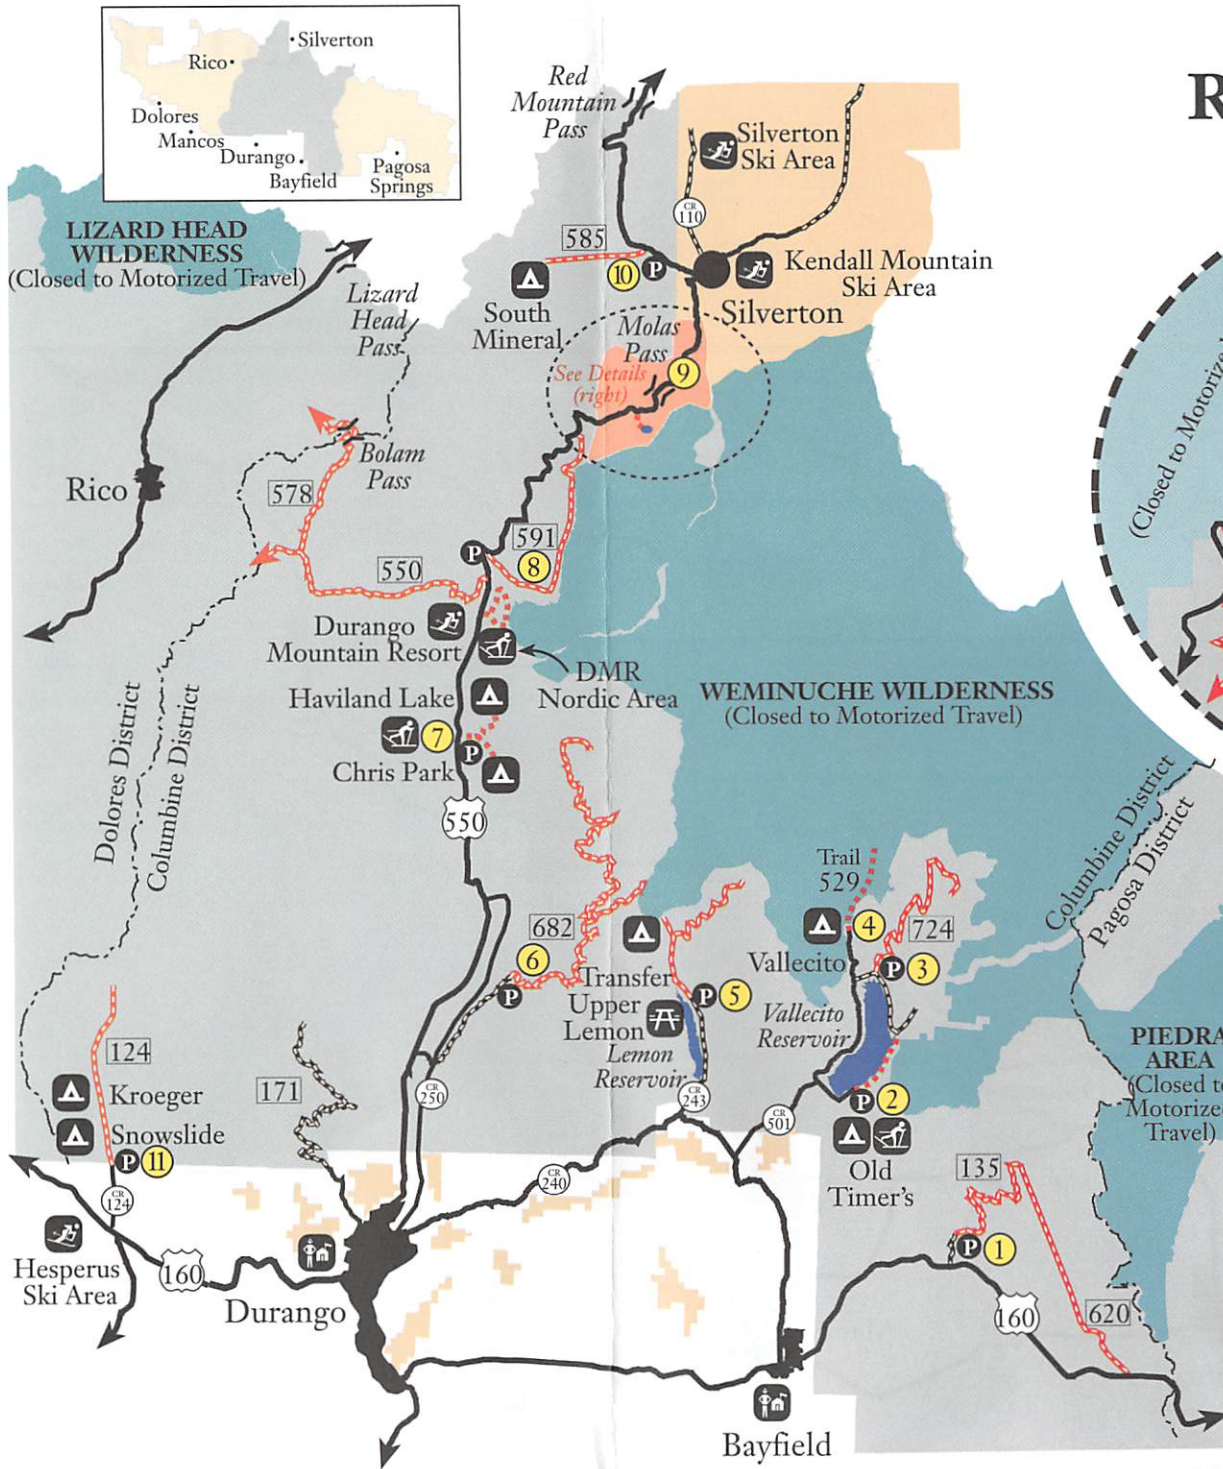 Silverton
Rico
Dolores
Mancos
Durango
Bayfield
Pagosa
Springs
Red
Mountain
Pass
R
Silverton
Ski Area
CR
110
LIZARD HEAD
WILDERNESS
(Closed to Motorized Travel)
585
10
P
Kendall Mountain
Ski Area
Silverton
South
Mineral
Lizard
Head
Pass
Molas
Pass
9
See Details
(right)
(Closed to Motorized
Bolam
Pass
Rico
578
P
591
8
550
Durango
Mountain Resort
DMR
Nordic Area
Haviland Lake
7
P
Chris Park
WEMINUCHE WILDERNESS
(Closed to Motorized Travel)
Dolores District
Columbine District
550
Columbine District
Pagosa District
Trail
529
4
724
Vallecito
P
3
682
6
P
Transfer
Upper
Lemon
P
5
Lemon
Reservoir
Vallecito
Reservoir
PIEDRA
AREA
(Closed to
Motorized
Travel)
124
171
CR
250
CR
243
CR
501
P
2
Kroeger
Snowslide
P
11
Old
Timer's
135
CR
124
CR
240
P
1
Hesperus
Ski Area
160
Durango
160
620
Bayfield